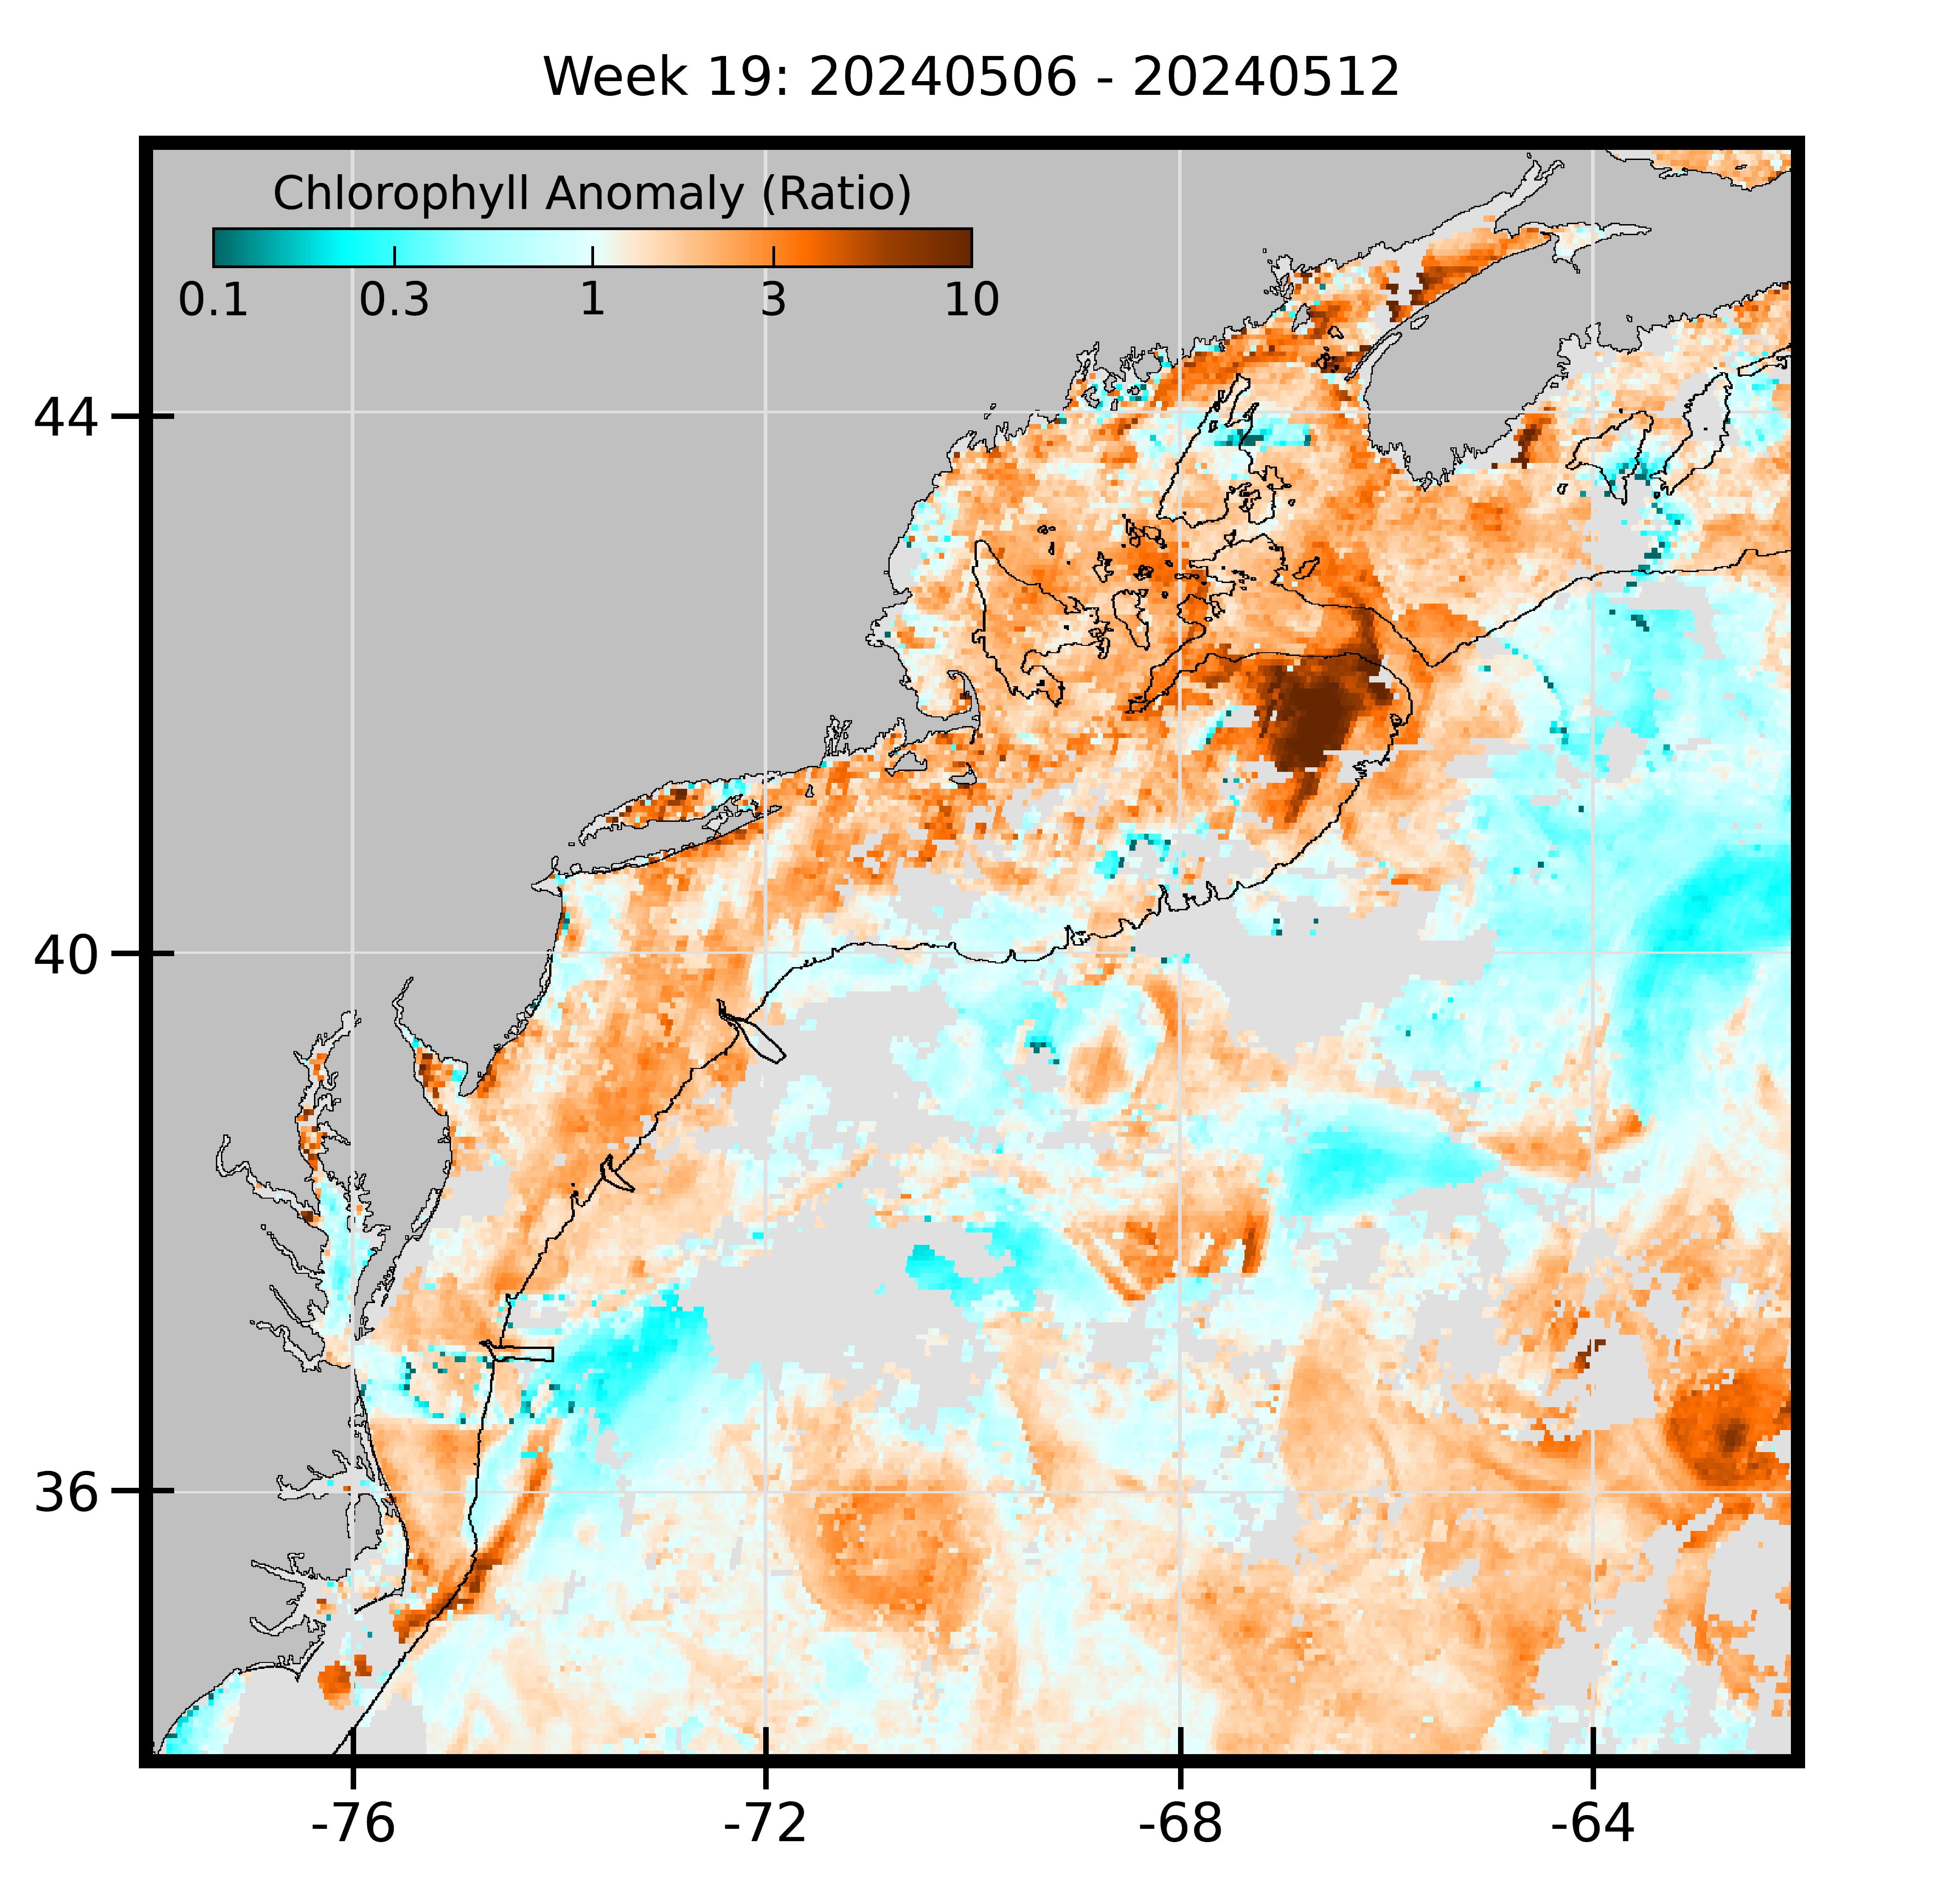 Week 19: 20240506 - 20240512
Chlorophyll Anomaly (Ratio)
0.1 0.3 1 3 10
44
40
36
-76 -72 -68 -64